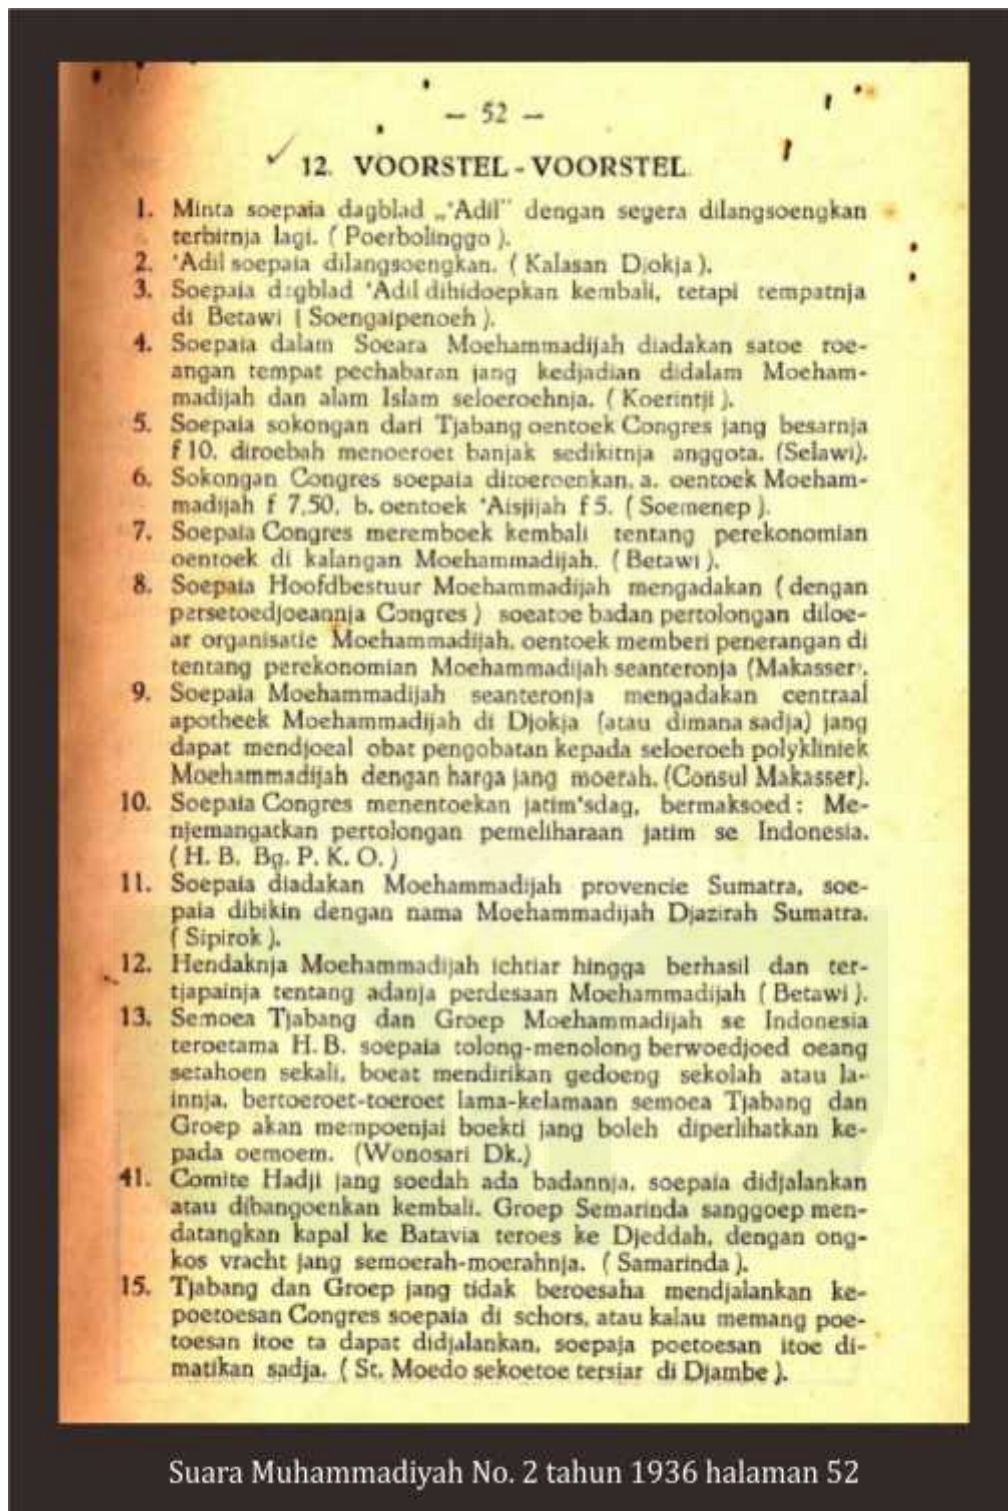 — 52 —
12. VOORSTEL - VOORSTEL.
1. Minta soepaia dagblad „'Adil" dengan segera dilangsoengkan
terbitnja lagi. ( Poerbolinggo ).
2. 'Adil soepaia dilangsoengkan. ( Kalasan Djokja ).
3. Soepaia dagblad 'Adil dihidoepkan kembali, tetapi tempatnja
di Betawi ( Soengaipenoeh ).
4. Soepaia dalam Soeara Moehammadijah diadakan satoe roe-
angan tempat pechabaran jang kedjadian didalam Moeham-
madijah dan alam Islam seloeroehnja. ( Koerintji ).
5. Soepaia sokongan dari Tjabang oentoek Congres jang besarnja
f 10. diroebah menoeroet banjak sedikitnja anggota. (Selawi).
6. Sokongan Congres soepaia ditoeroenkan. a. oentoek Moeham-
madijah f 7,50, b. oentoek 'Aisjijah f 5. ( Soemenep ).
7. Soepaia Congres meremboek kembali tentang perekonomian
oentoek di kalangan Moehammadijah. ( Betawi ).
8. Soepaia Hoofdbestuur Moehammadijah mengadakan ( dengan
persetoedjoeannja Congres ) soeatoe badan pertolongan diloe-
ar organisatie Moehammadijah, oentoek memberi penerangan di
tentang perekonomian Moehammadijah seanteronja (Makasser).
9. Soepaia Moehammadijah seanteronja mengadakan centraal
apotheek Moehammadijah di Djokja (atau dimana sadja) jang
dapat mendjoeal obat pengobatan kepada seloeroeh polykliniek
Moehammadijah dengan harga jang moerah. (Consul Makasser).
10. Soepaia Congres menentoekan jatim'sdag, bermaksoed : Me-
njemangatkan pertolongan pemeliharaan jatim se Indonesia.
( H. B. Bg. P. K. O. )
11. Soepaia diadakan Moehammadijah provencie Sumatra, soe-
paia dibikin dengan nama Moehammadijah Djazirah Sumatra.
( Sipirok ).
12. Hendaknja Moehammadijah ichtiar hingga berhasil dan ter-
tjapainja tentang adanja perdesaan Moehammadijah ( Betawi ).
13. Semoea Tjabang dan Groep Moehammadijah se Indonesia
teroetama H. B. soepaia tolong-menolong berwoedjoed oeang
setahoen sekali, boeat mendirikan gedoeng sekolah atau la-
innja, bertoeroet-toeroet lama-kelamaan semoea Tjabang dan
Groep akan mempoenjai boekti jang boleh diperlihatkan ke-
pada oemoem. (Wonosari Dk.)
41. Comite Hadji jang soedah ada badannja, soepaia didjalankan
atau dibangoenkan kembali. Groep Semarinda sanggoep men-
datangkan kapal ke Batavia teroes ke Djeddah, dengan ong-
kos vracht jang semoerah-moerahnja. ( Samarinda ).
15. Tjabang dan Groep jang tidak beroesaha mendjalankan ke-
poetoesan Congres soepaia di schors, atau kalau memang poe-
toesan itoe ta dapat didjalankan, soepaja poetoesan itoe di-
matikan sadja. ( St. Moedo sekoetoe tersiar di Djambe ).
Suara Muhammadiyah No. 2 tahun 1936 halaman 52